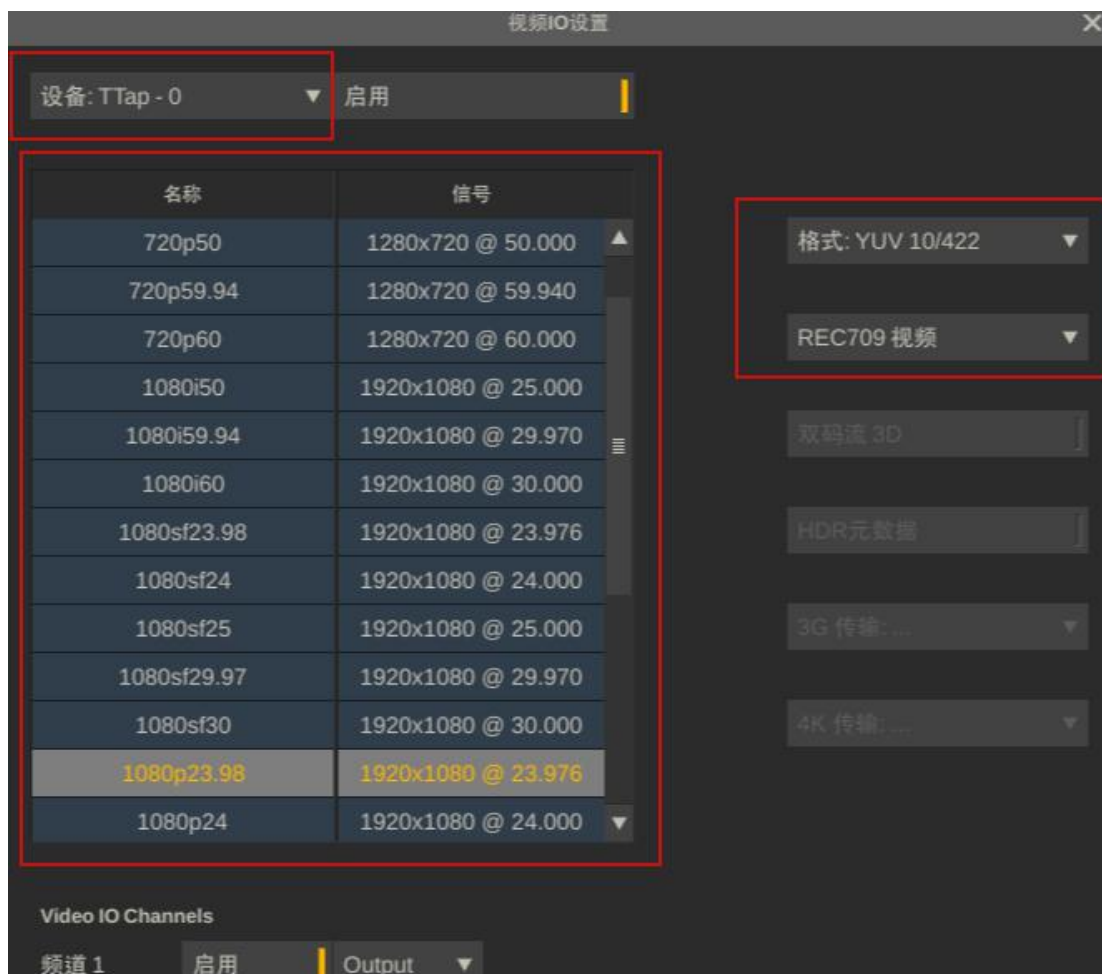 视频IO设置
设备: TTap - 0 启用
名称 信号
720p50 1280x720 @ 50.000
格式: YUV 10/422
720p59.94 1280x720 @ 59.940
720p60 1280x720 @ 60.000
REC709 视频
1080i50 1920x1080 @ 25.000
1080i59.94 1920x1080 @ 29.970
双码流 3D
1080i60 1920x1080 @ 30.000
1080sf23.98 1920x1080 @ 23.976
HDR元数据
1080sf24 1920x1080 @ 24.000
1080sf25 1920x1080 @ 25.000
3G 传输: ...
1080sf29.97 1920x1080 @ 29.970
1080sf30 1920x1080 @ 30.000
4K 传输: ...
1080p23.98 1920x1080 @ 23.976
1080p24 1920x1080 @ 24.000
Video IO Channels
频道 1 启用 Output